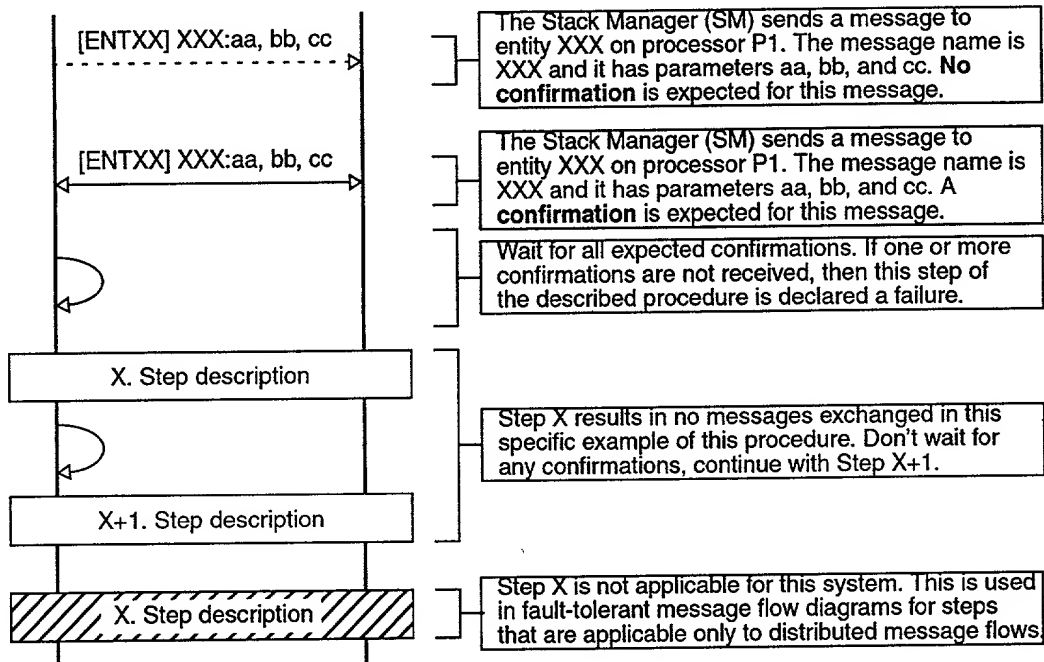 [ENTXX] XXX:aa, bb, cc
The Stack Manager (SM) sends a message to
entity XXX on processor P1. The message name is
XXX and it has parameters aa, bb, and cc. No
confirmation is expected for this message.
[ENTXX] XXX:aa, bb, cc
The Stack Manager (SM) sends a message to
entity XXX on processor P1. The message name is
XXX and it has parameters aa, bb, and cc. A
confirmation is expected for this message.
Wait for all expected confirmations. If one or more
confirmations are not received, then this step of
the described procedure is declared a failure.
X. Step description
Step X results in no messages exchanged in this
specific example of this procedure. Don't wait for
any confirmations, continue with Step X+1.
X+1. Step description
X. Step description
Step X is not applicable for this system. This is used
in fault-tolerant message flow diagrams for steps
that are applicable only to distributed message flows.